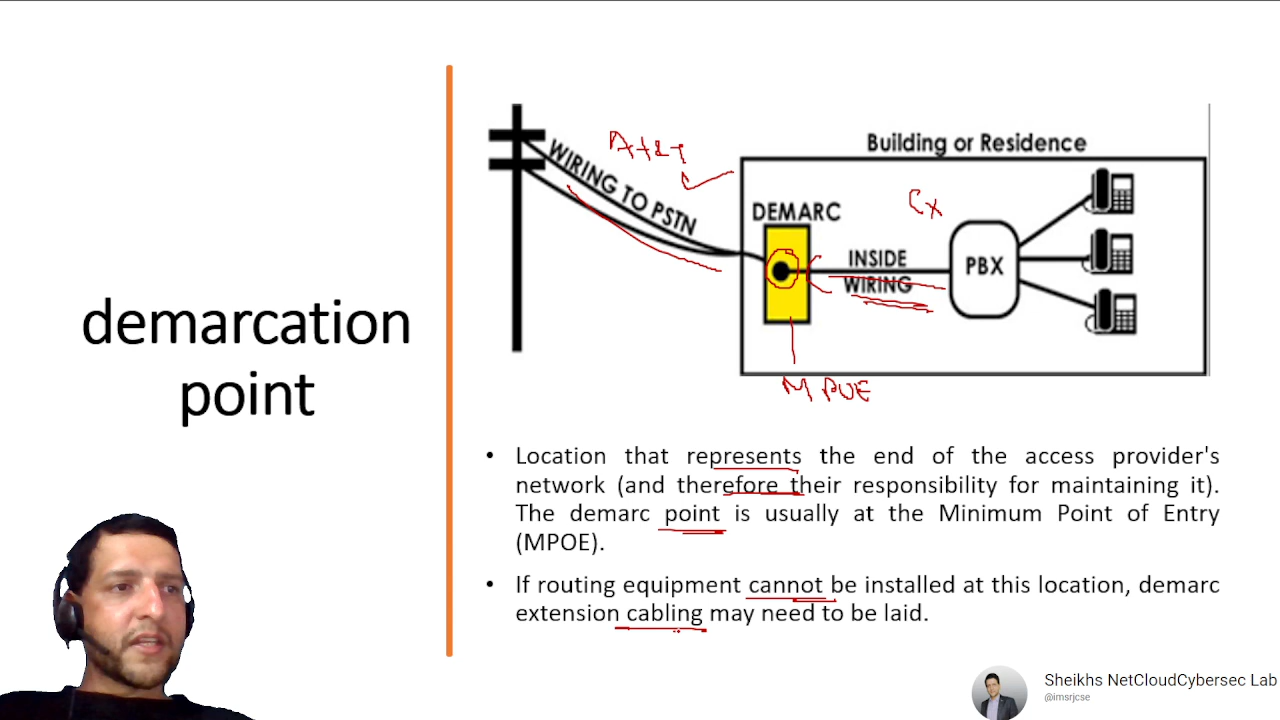 demarcation
point
Building or Residence
At&T
WIRING TO PSTN
DEMARC
Cx
INSIDE
WIRING
PBX
MPOE
• Location that represents the end of the access provider's
network (and therefore their responsibility for maintaining it).
The demarc point is usually at the Minimum Point of Entry
(MPOE).
• If routing equipment cannot be installed at this location, demarc
extension cabling may need to be laid.
Sheikhs NetCloudCybersec Lab
@imsrjcse